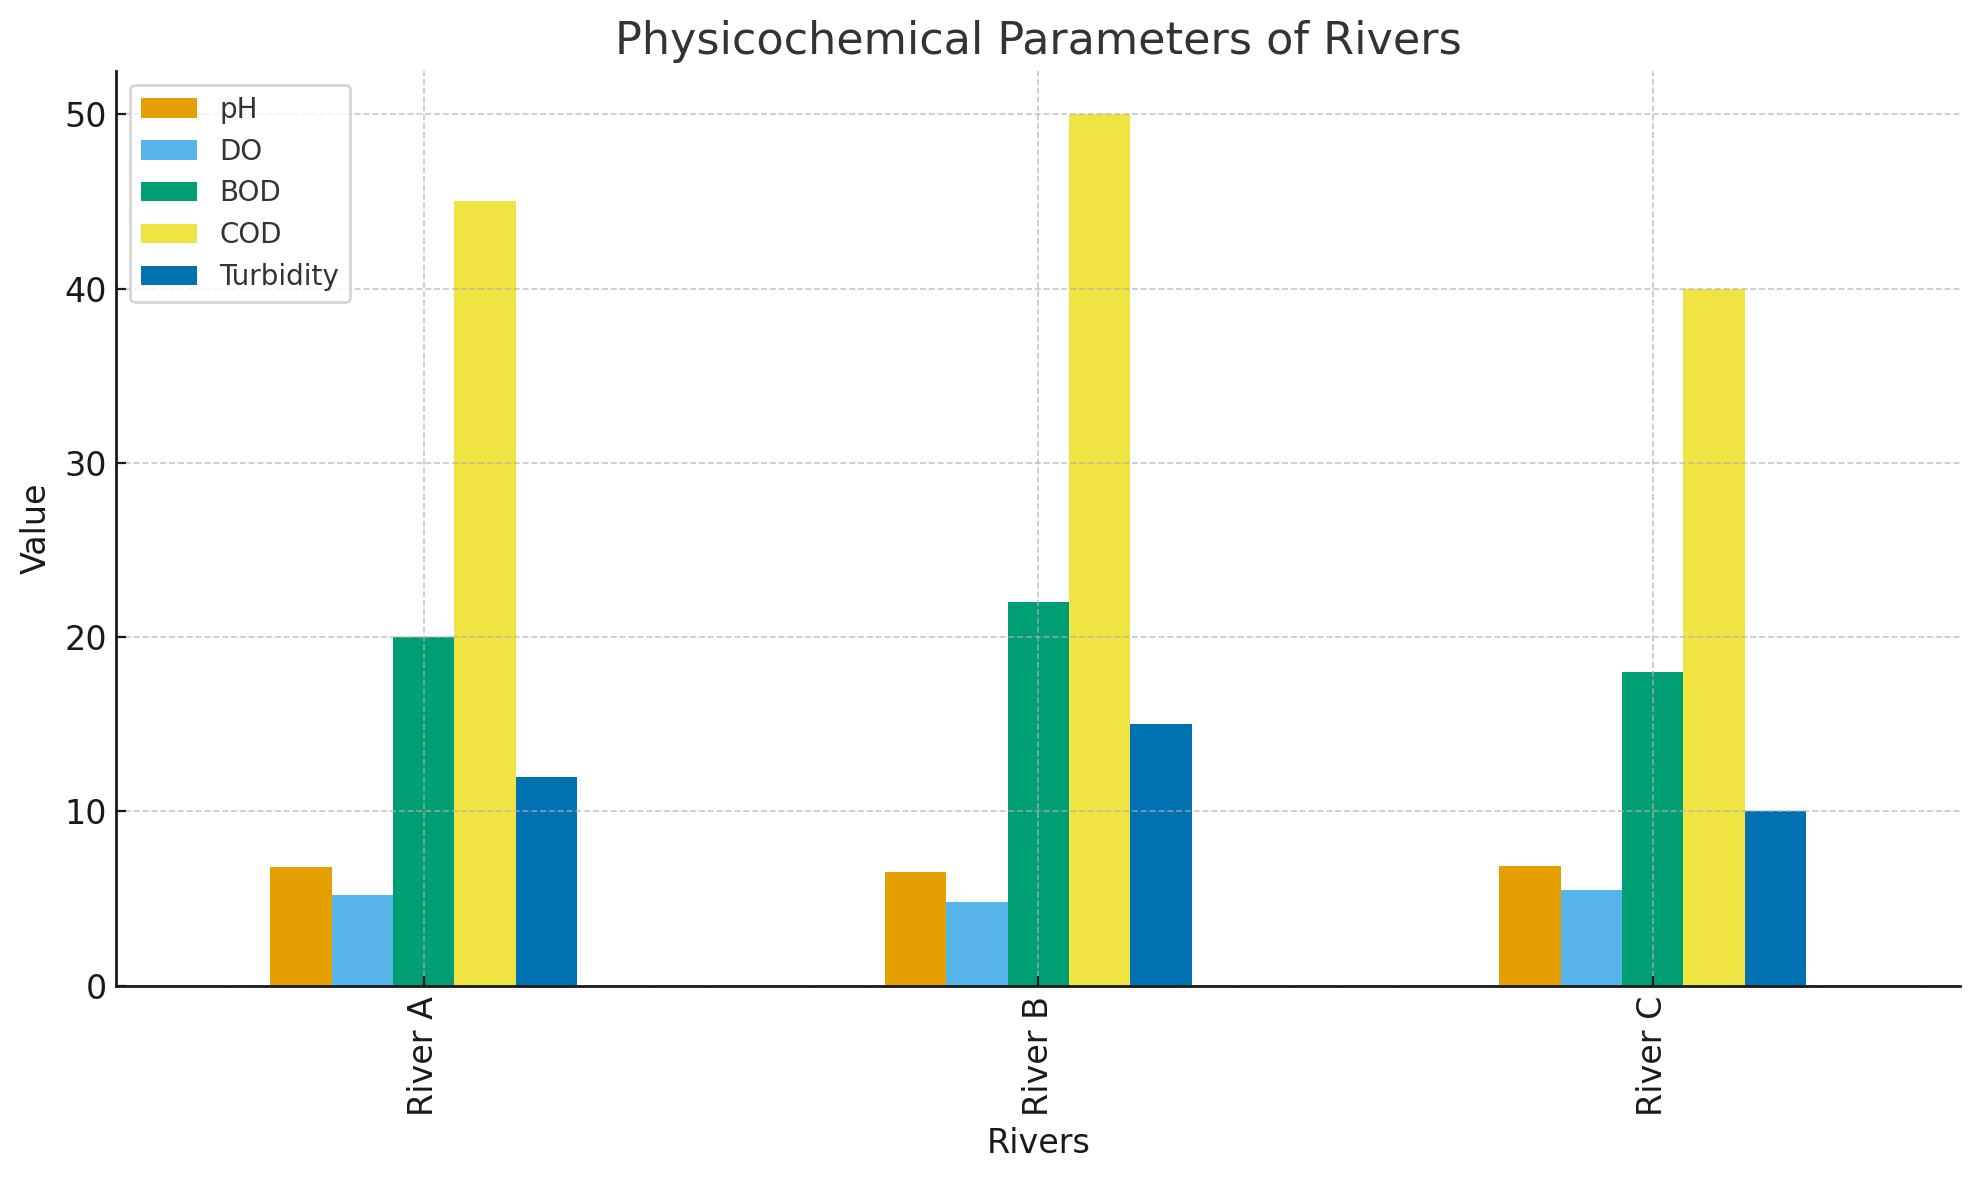 Physicochemical Parameters of Rivers
pH
DO
BOD
COD
Turbidity
Value
50
40
30
20
10
0
River A
River B
River C
Rivers